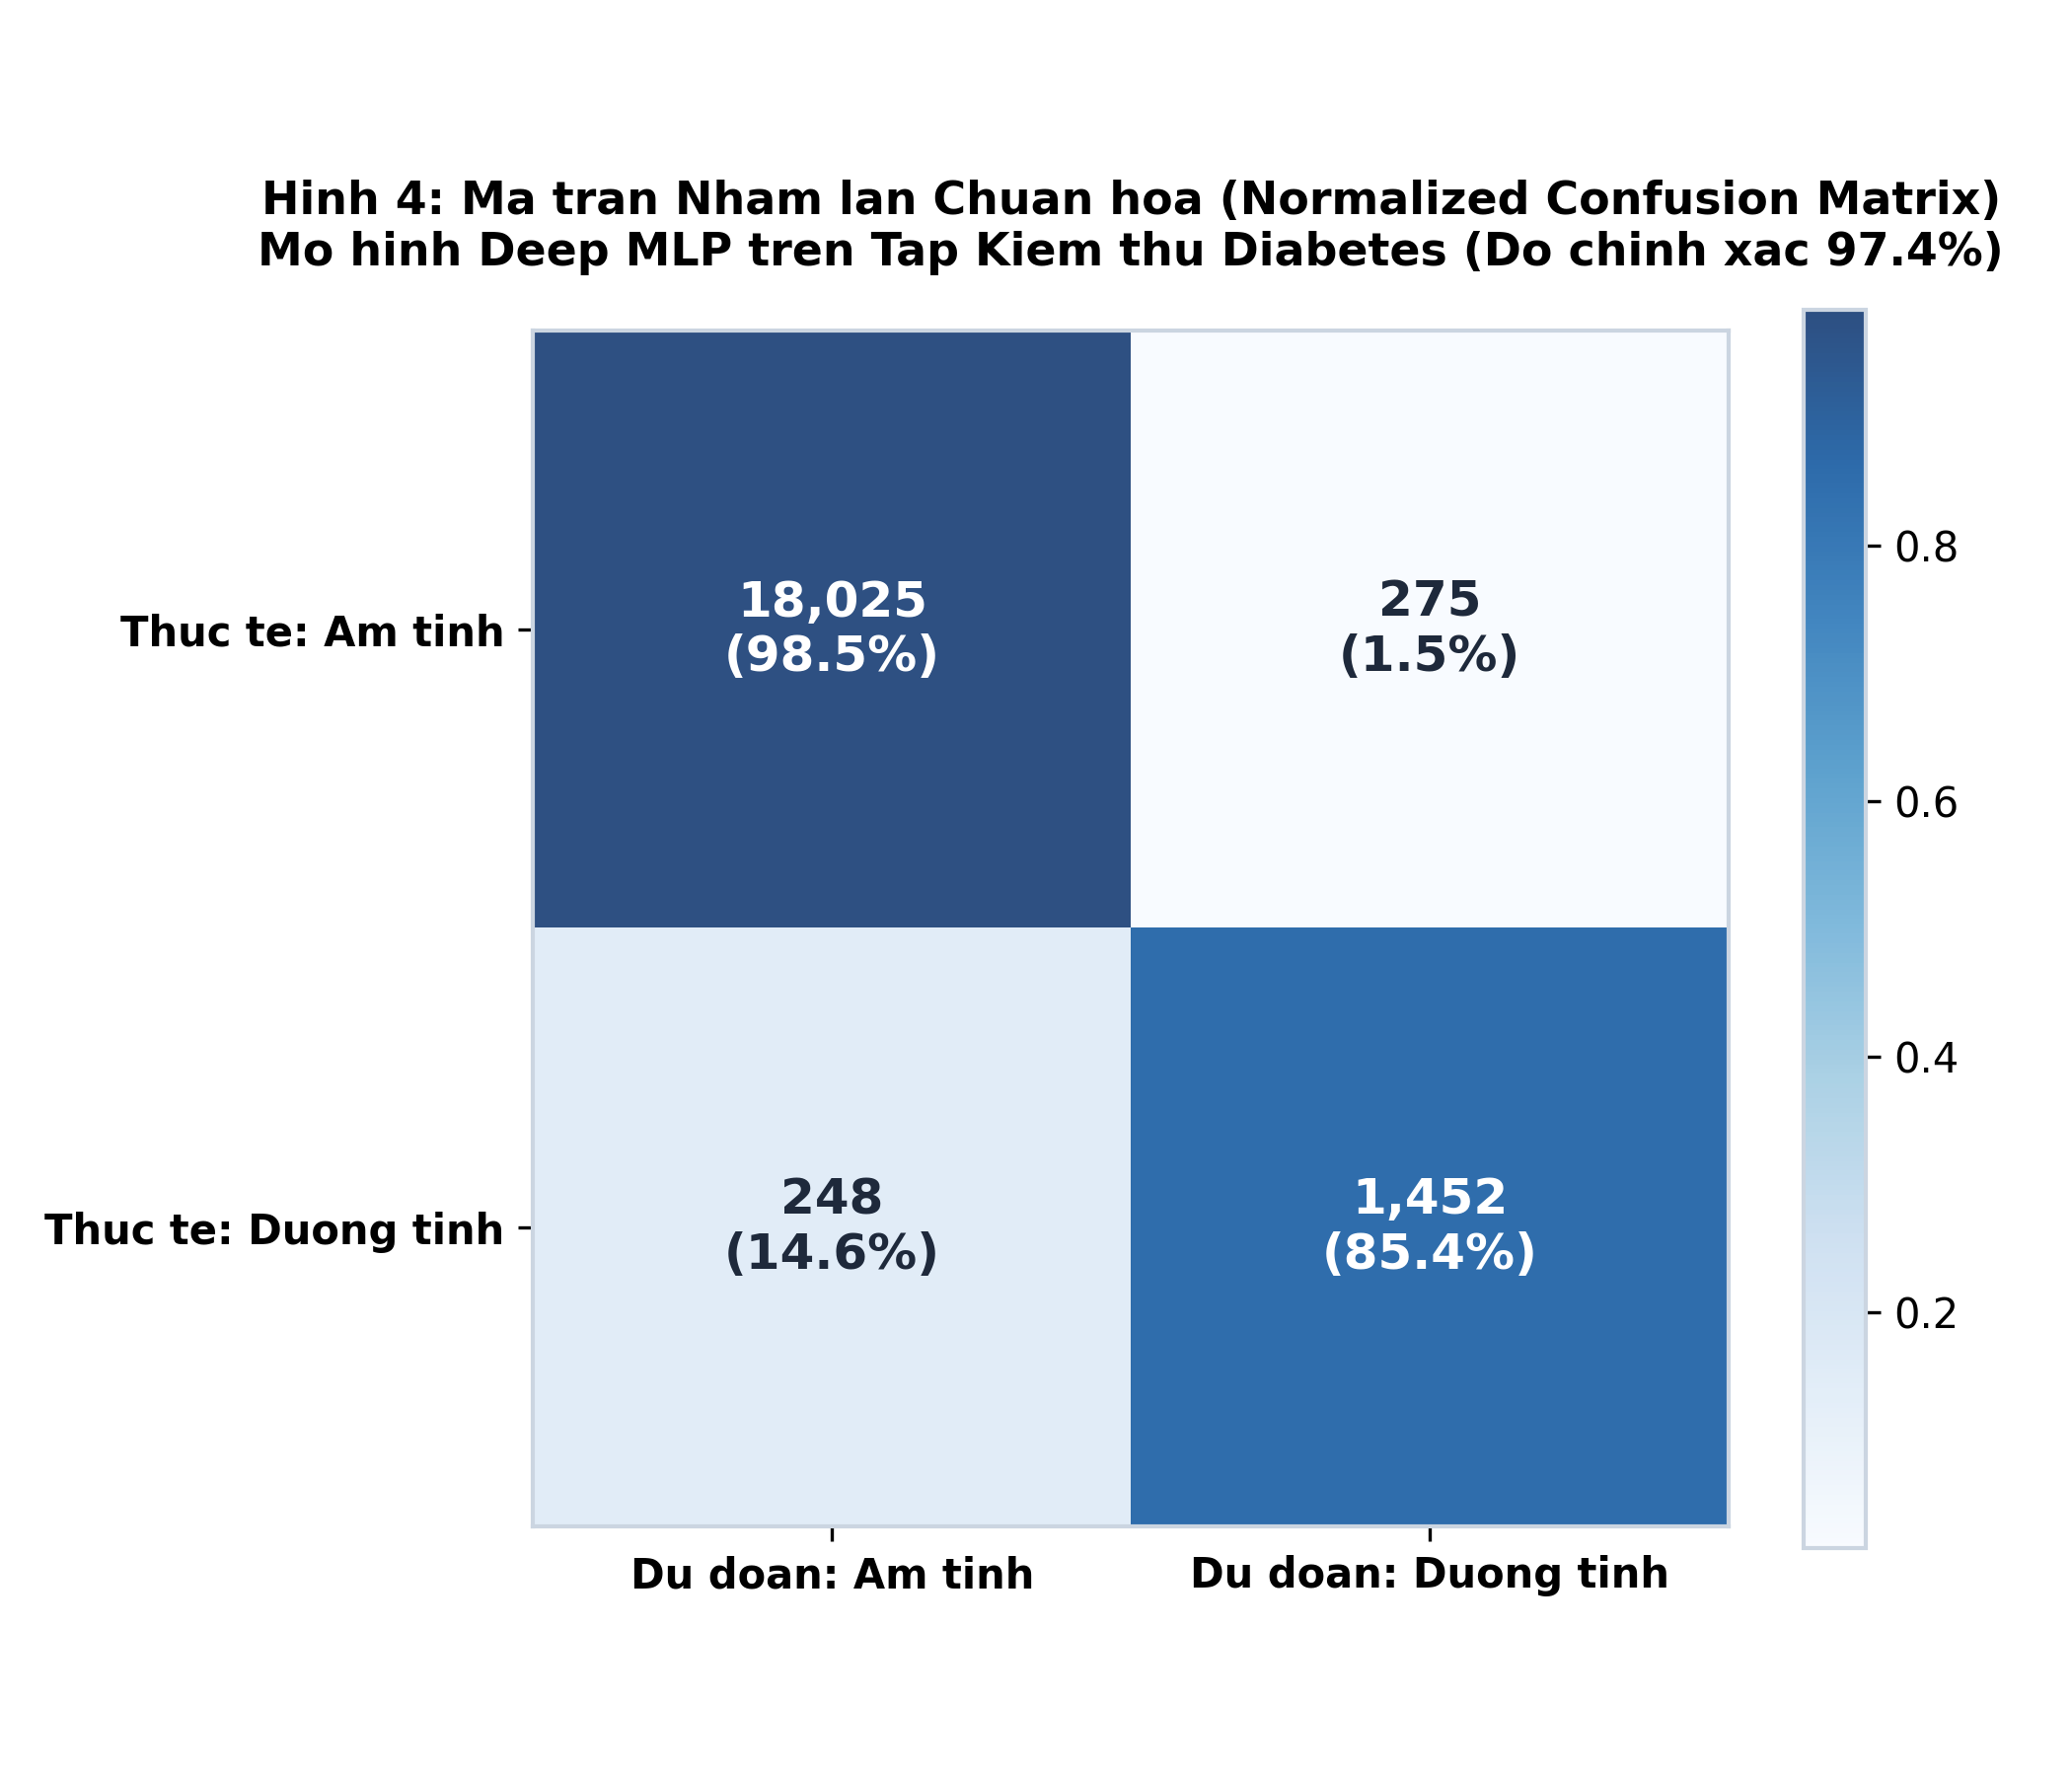 Hinh 4: Ma tran Nham lan Chuan hoa (Normalized Confusion Matrix)
Mo hinh Deep MLP tren Tap Kiem thu Diabetes (Do chinh xac 97.4%)
Thuc te: Am tinh
18,025
(98.5%)
275
(1.5%)
Thuc te: Duong tinh
248
(14.6%)
1,452
(85.4%)
Du doan: Am tinh
Du doan: Duong tinh
0.8
0.6
0.4
0.2